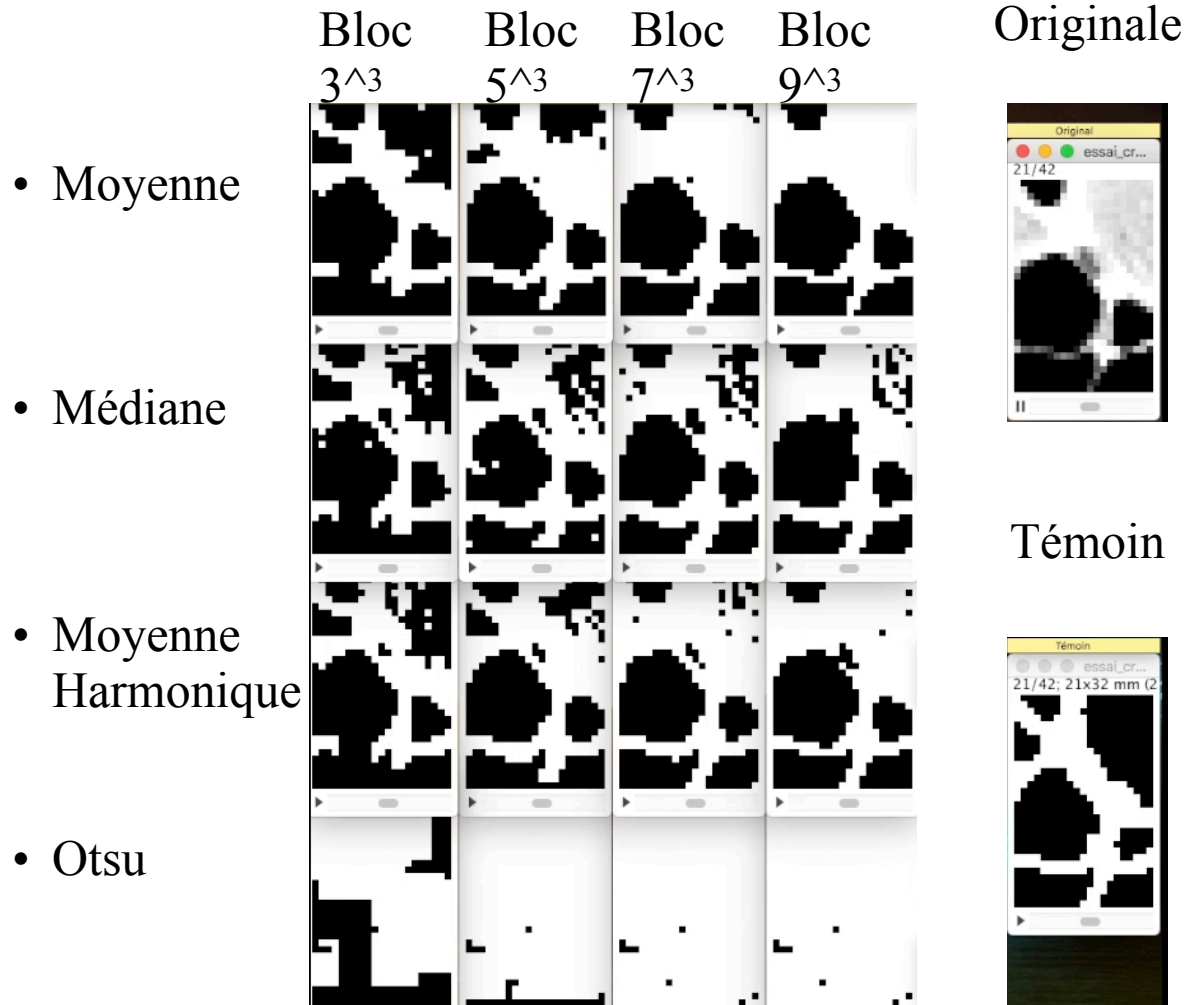 Bloc Bloc Bloc Bloc Originale
3^3 5^3 7^3 9^3
Original
essai_cr...
21/42
• Moyenne
• Médiane
Témoin
• Moyenne
Harmonique
Témoin
essai_cr...
21/42; 21x32 mm (2
• Otsu